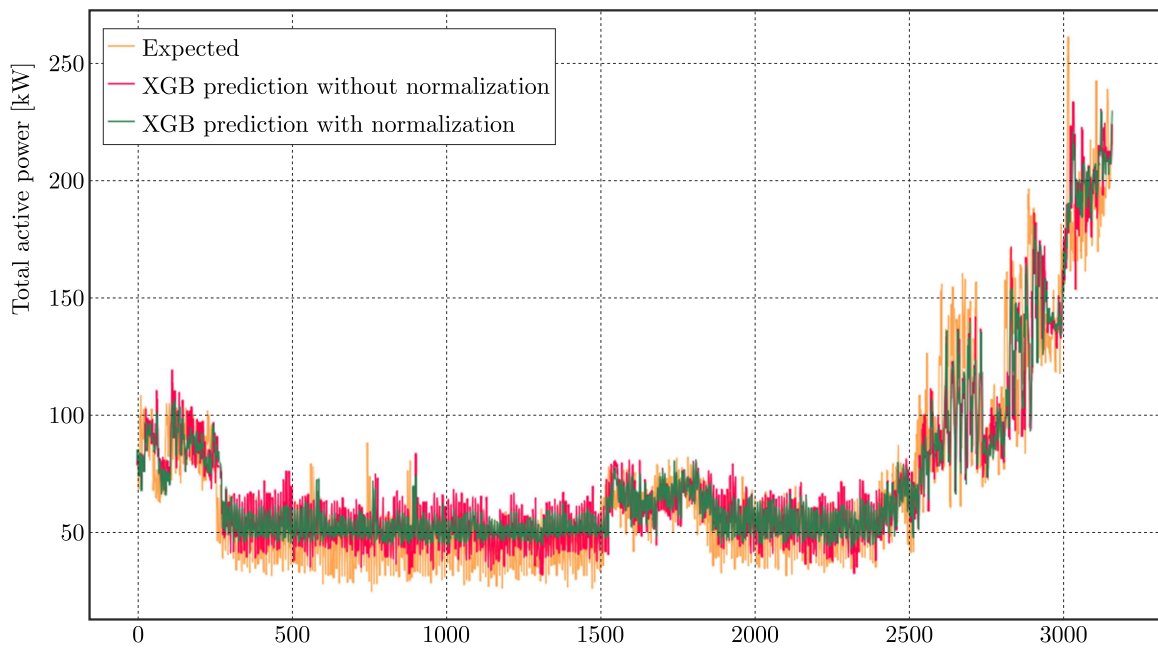 Expected
XGB prediction without normalization
XGB prediction with normalization
Total active power [kW]
250
200
150
100
50
0 500 1000 1500 2000 2500 3000